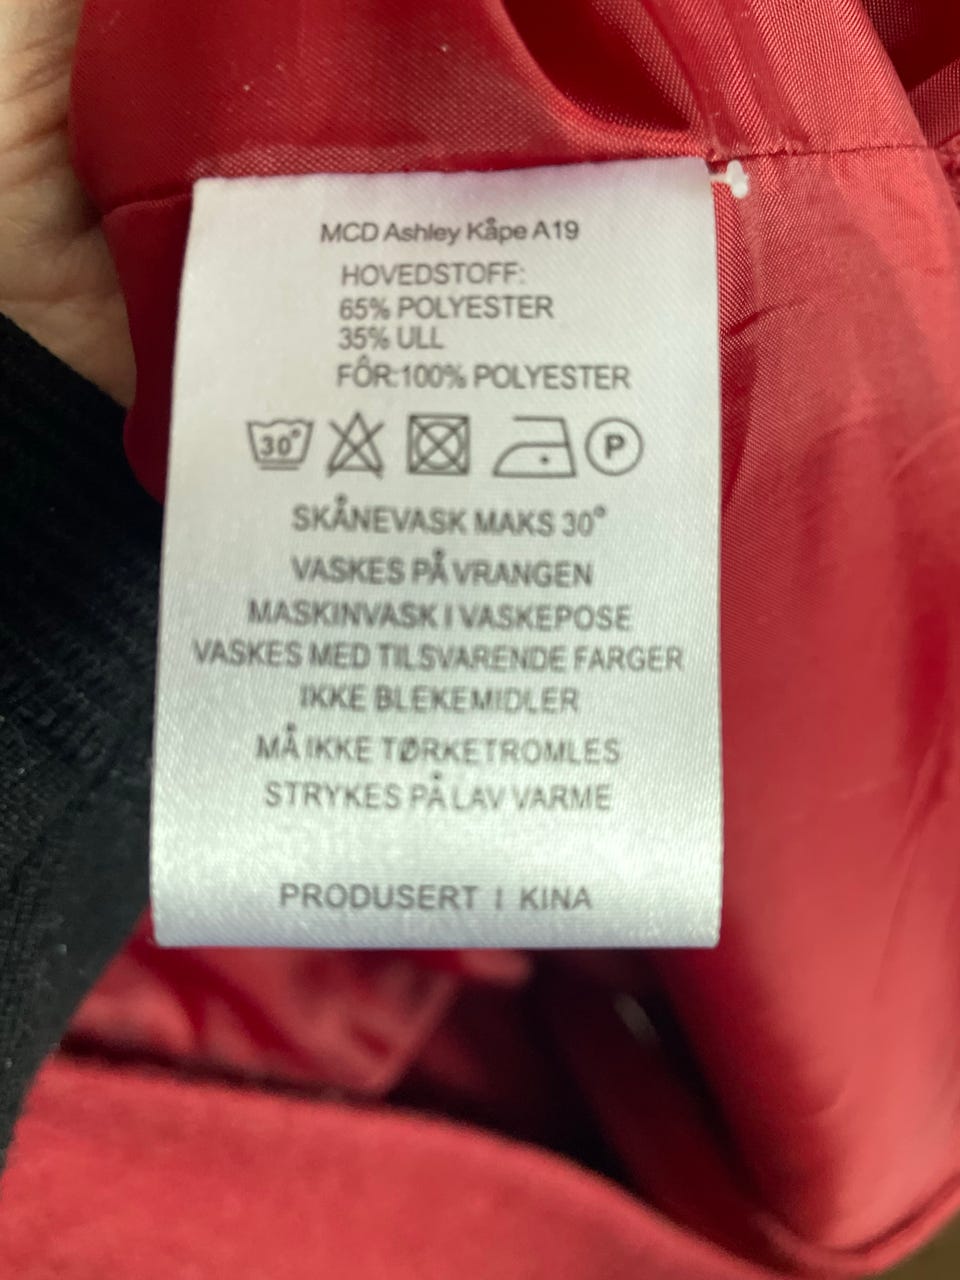 MCD Ashley Kåpe A19
HOVEDSTOFF:
65% POLYESTER
35% ULL
FÔR:100% POLYESTER
30° P
SKÅNEVASK MAKS 30°
VASKES PÅ VRANGEN
MASKINVASK I VASKEPOSE
VASKES MED TILSVARENDE FARGER
IKKE BLEKEMIDLER
MÅ IKKE TØRKETROMLES
STRYKES PÅ LAV VARME
PRODUSERT I KINA